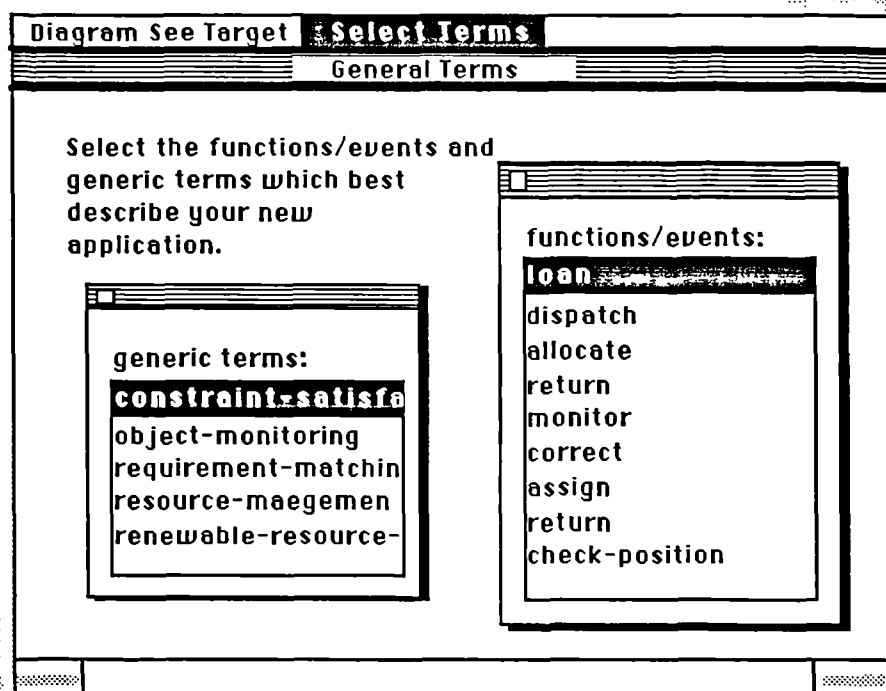 Diagram See Target Select Terms
General Terms
Select the functions/events and
generic terms which best
describe your new
application.
generic terms:
constraint-satisfa
object-monitoring
requirement-matchin
resource-maegemen
renewable-resource-
functions/events:
loan
dispatch
allocate
return
monitor
correct
assign
return
check-position